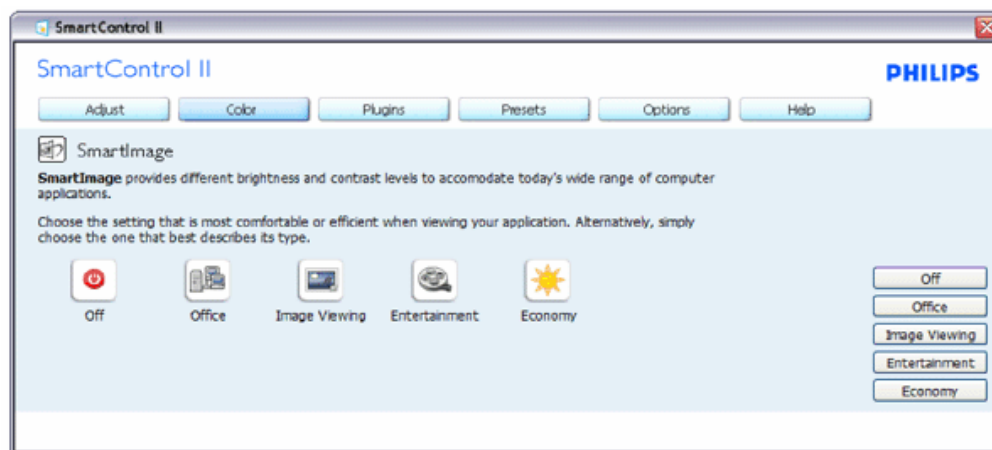 SmartControl II
SmartControl II
PHILIPS
Adjust
Color
Plugins
Presets
Options
Help
SmartImage
SmartImage provides different brightness and contrast levels to accomodate today's wide range of computer
applications.
Choose the setting that is most comfortable or efficient when viewing your application. Alternatively, simply
choose the one that best describes its type.
Off
Office
Image Viewing
Entertainment
Economy
Off
Office
Image Viewing
Entertainment
Economy